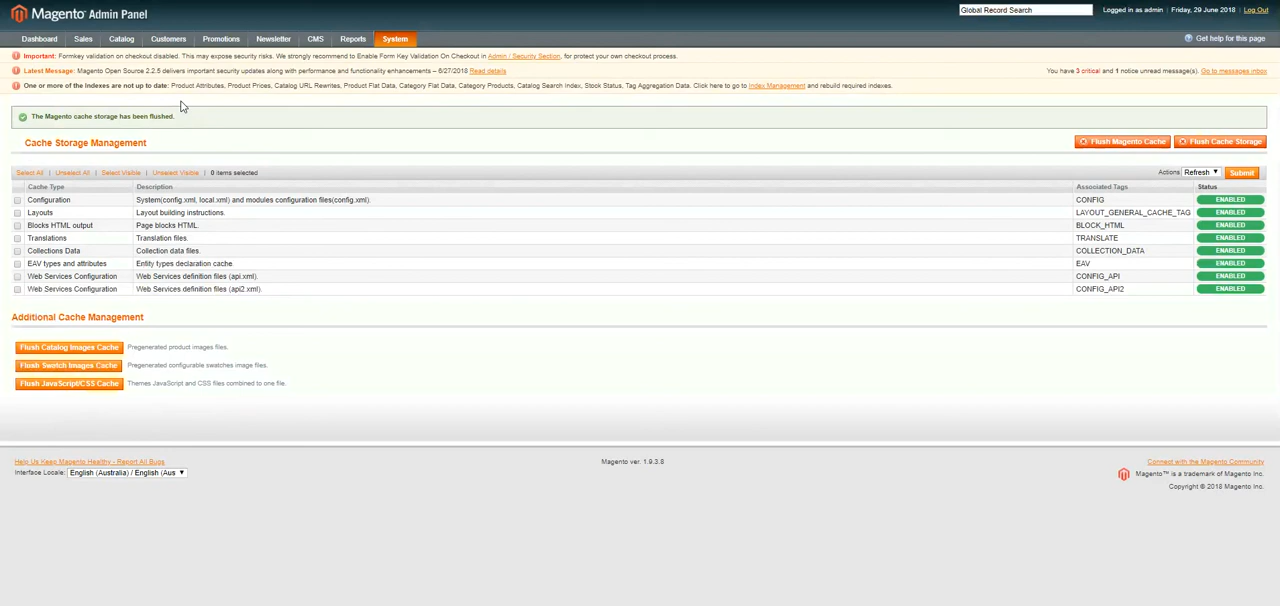 Magento Admin Panel
Global Record Search
Logged in as admin | Friday, 29 June 2018 | Log Out
Dashboard Sales Catalog Customers Promotions Newsletter CMS Reports System
Get help for this page
Important: Formkey validation on checkout disabled. This may expose security risks. We strongly recommend to Enable Form Key Validation On Checkout in Admin / Security Section, for protect your own checkout process.
Latest Message: Magento Open Source 2.2.5 delivers important security updates along with performance and functionality enhancements – 6/27/2018 Read details
You have 3 critical and 1 notice unread message(s). Go to messages inbox
One or more of the Indexes are not up to date: Product Attributes, Product Prices, Catalog URL Rewrites, Product Flat Data, Category Flat Data, Category Products, Catalog Search Index, Stock Status, Tag Aggregation Data. Click here to go to Index Management and rebuild required indexes.
The Magento cache storage has been flushed.
Cache Storage Management
Flush Magento Cache Flush Cache Storage
Select All | Unselect All | Select Visible | Unselect Visible | 0 items selected
Actions Refresh Submit
Cache Type Description Associated Tags Status
Configuration System(config.xml, local.xml) and modules configuration files(config.xml). CONFIG ENABLED
Layouts Layout building instructions. LAYOUT_GENERAL_CACHE_TAG ENABLED
Blocks HTML output Page blocks HTML. BLOCK_HTML ENABLED
Translations Translation files. TRANSLATE ENABLED
Collections Data Collection data files. COLLECTION_DATA ENABLED
EAV types and attributes Entity types declaration cache. EAV ENABLED
Web Services Configuration Web Services definition files (api.xml). CONFIG_API ENABLED
Web Services Configuration Web Services definition files (api2.xml). CONFIG_API2 ENABLED
Additional Cache Management
Flush Catalog Images Cache Pregenerated product images files.
Flush Swatch Images Cache Pregenerated configurable swatches image files.
Flush JavaScript/CSS Cache Themes JavaScript and CSS files combined to one file.
Help Us Keep Magento Healthy - Report All Bugs
Magento ver. 1.9.3.8
Connect with the Magento Community
Interface Locale: English (Australia) / English (Aus
Magento™ is a trademark of Magento Inc.
Copyright © 2018 Magento Inc.